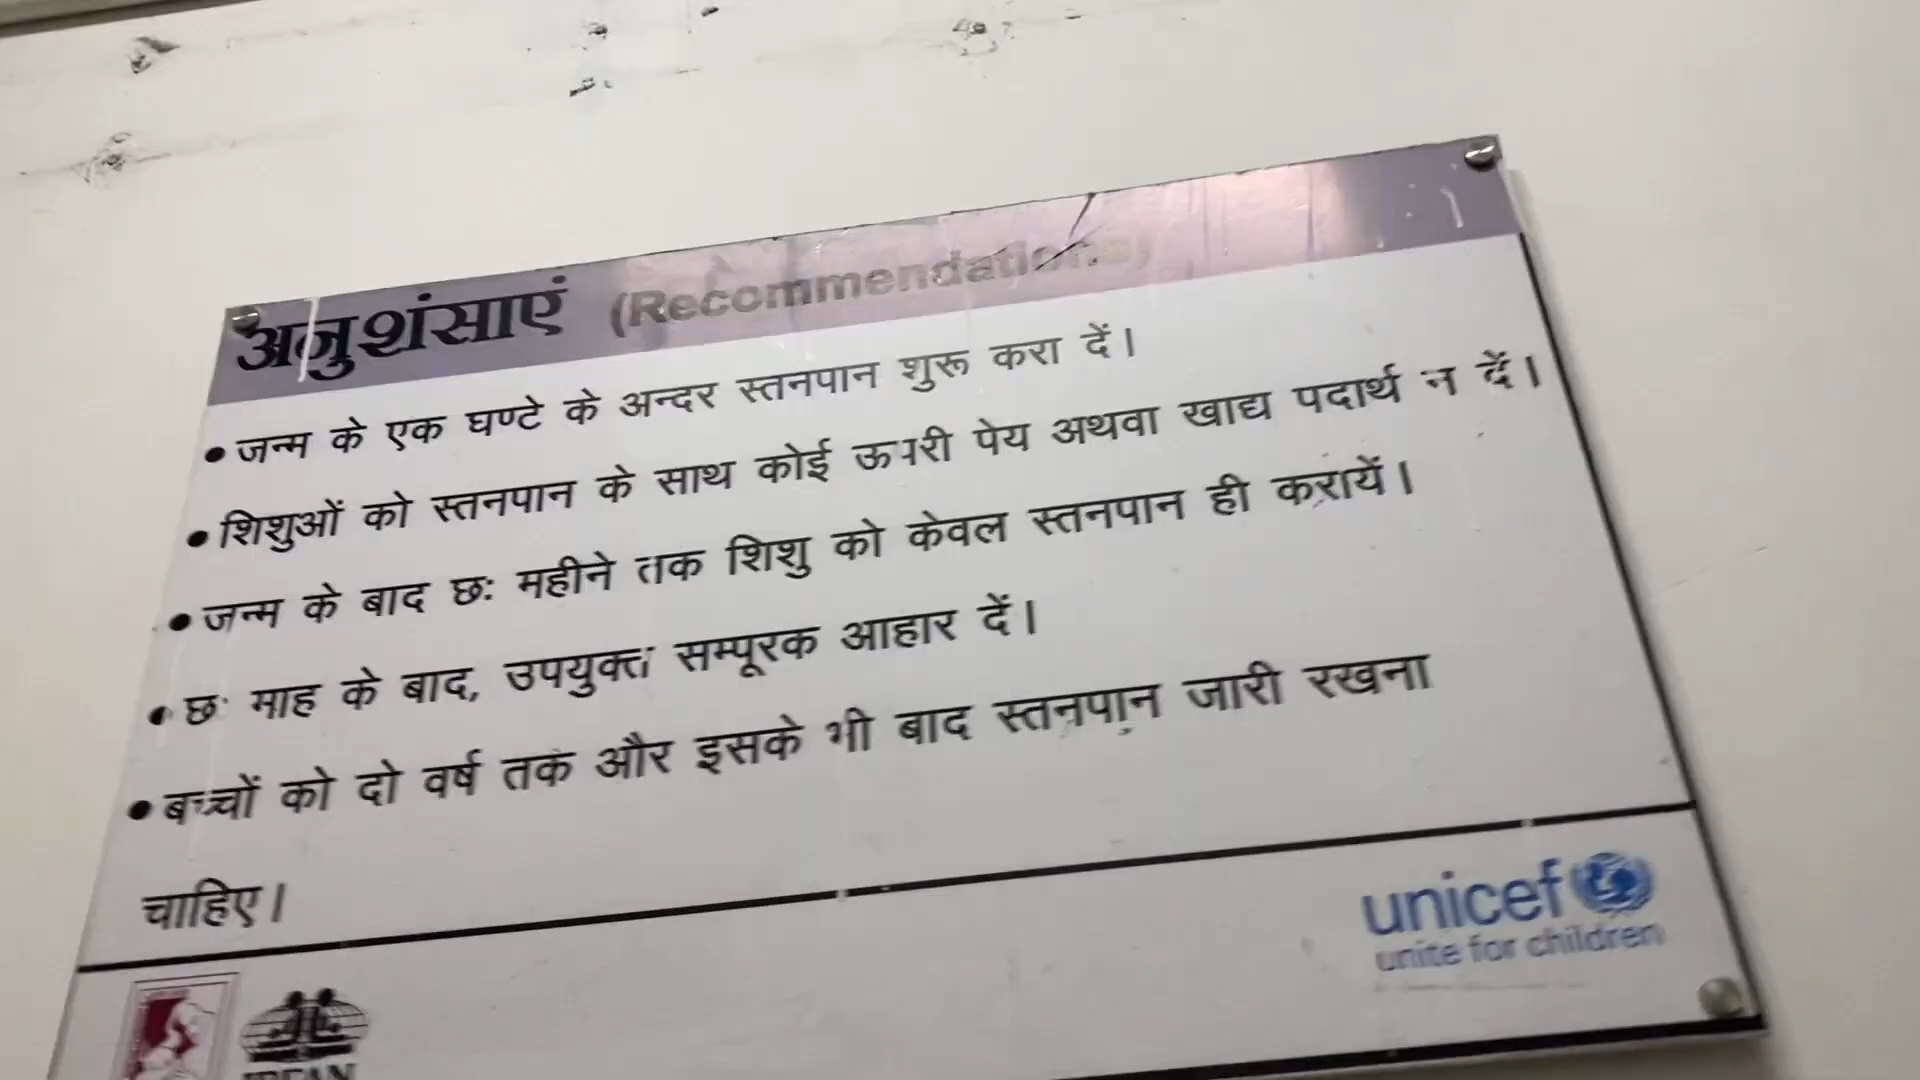 अनुशंसाएं (Recommendations)
• जन्म के एक घण्टे के अन्दर स्तनपान शुरू करा दें।
• शिशुओं को स्तनपान के साथ कोई ऊपरी पेय अथवा खाद्य पदार्थ न दें।
• जन्म के बाद छः महीने तक शिशु को केवल स्तनपान ही करायें।
• छः माह के बाद, उपयुक्त सम्पूरक आहार दें।
• बच्चों को दो वर्ष तक और इसके भी बाद स्तनपान जारी रखना
चाहिए।
unicef
unite for children
IBFAN